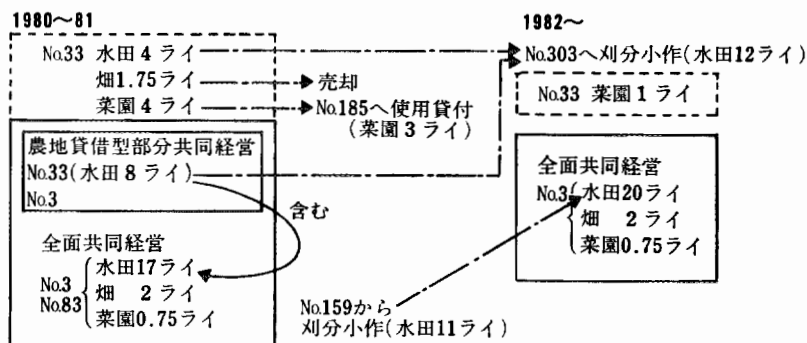 1980～81
No.33 水田4ライ
畑1.75ライ
菜園4ライ
売却
No.185へ使用貸付
(菜園3ライ)
農地貸借型部分共同経営
No.33(水田8ライ)
No.3
含む
全面共同経営
No.3
No.83
水田17ライ
畑 2ライ
菜園0.75ライ
No.159から
刈分小作(水田11ライ)
1982～
No.303へ刈分小作(水田12ライ)
No.33 菜園1ライ
全面共同経営
No.3 水田20ライ
畑 2ライ
菜園0.75ライ